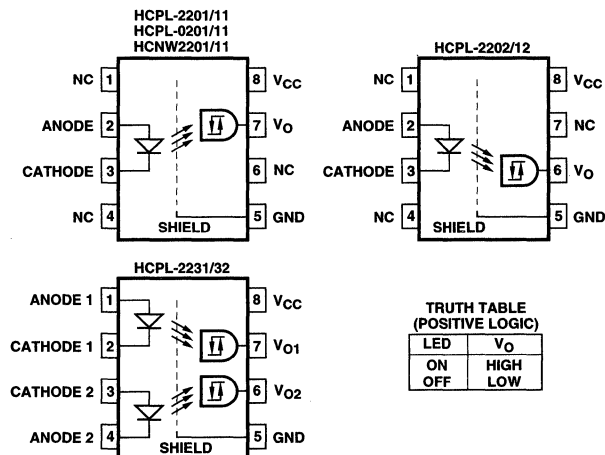 HCPL-2201/11
HCPL-0201/11
HCNW2201/11
NC 1
8 VCC
ANODE 2
7 VO
CATHODE 3
6 NC
NC 4
5 GND
SHIELD
HCPL-2202/12
NC 1
8 VCC
ANODE 2
7 NC
CATHODE 3
6 VO
NC 4
5 GND
SHIELD
HCPL-2231/32
ANODE 1 1
8 VCC
CATHODE 1 2
7 VO1
CATHODE 2 3
6 VO2
ANODE 2 4
5 GND
SHIELD
TRUTH TABLE
(POSITIVE LOGIC)
LED VO
ON HIGH
OFF LOW